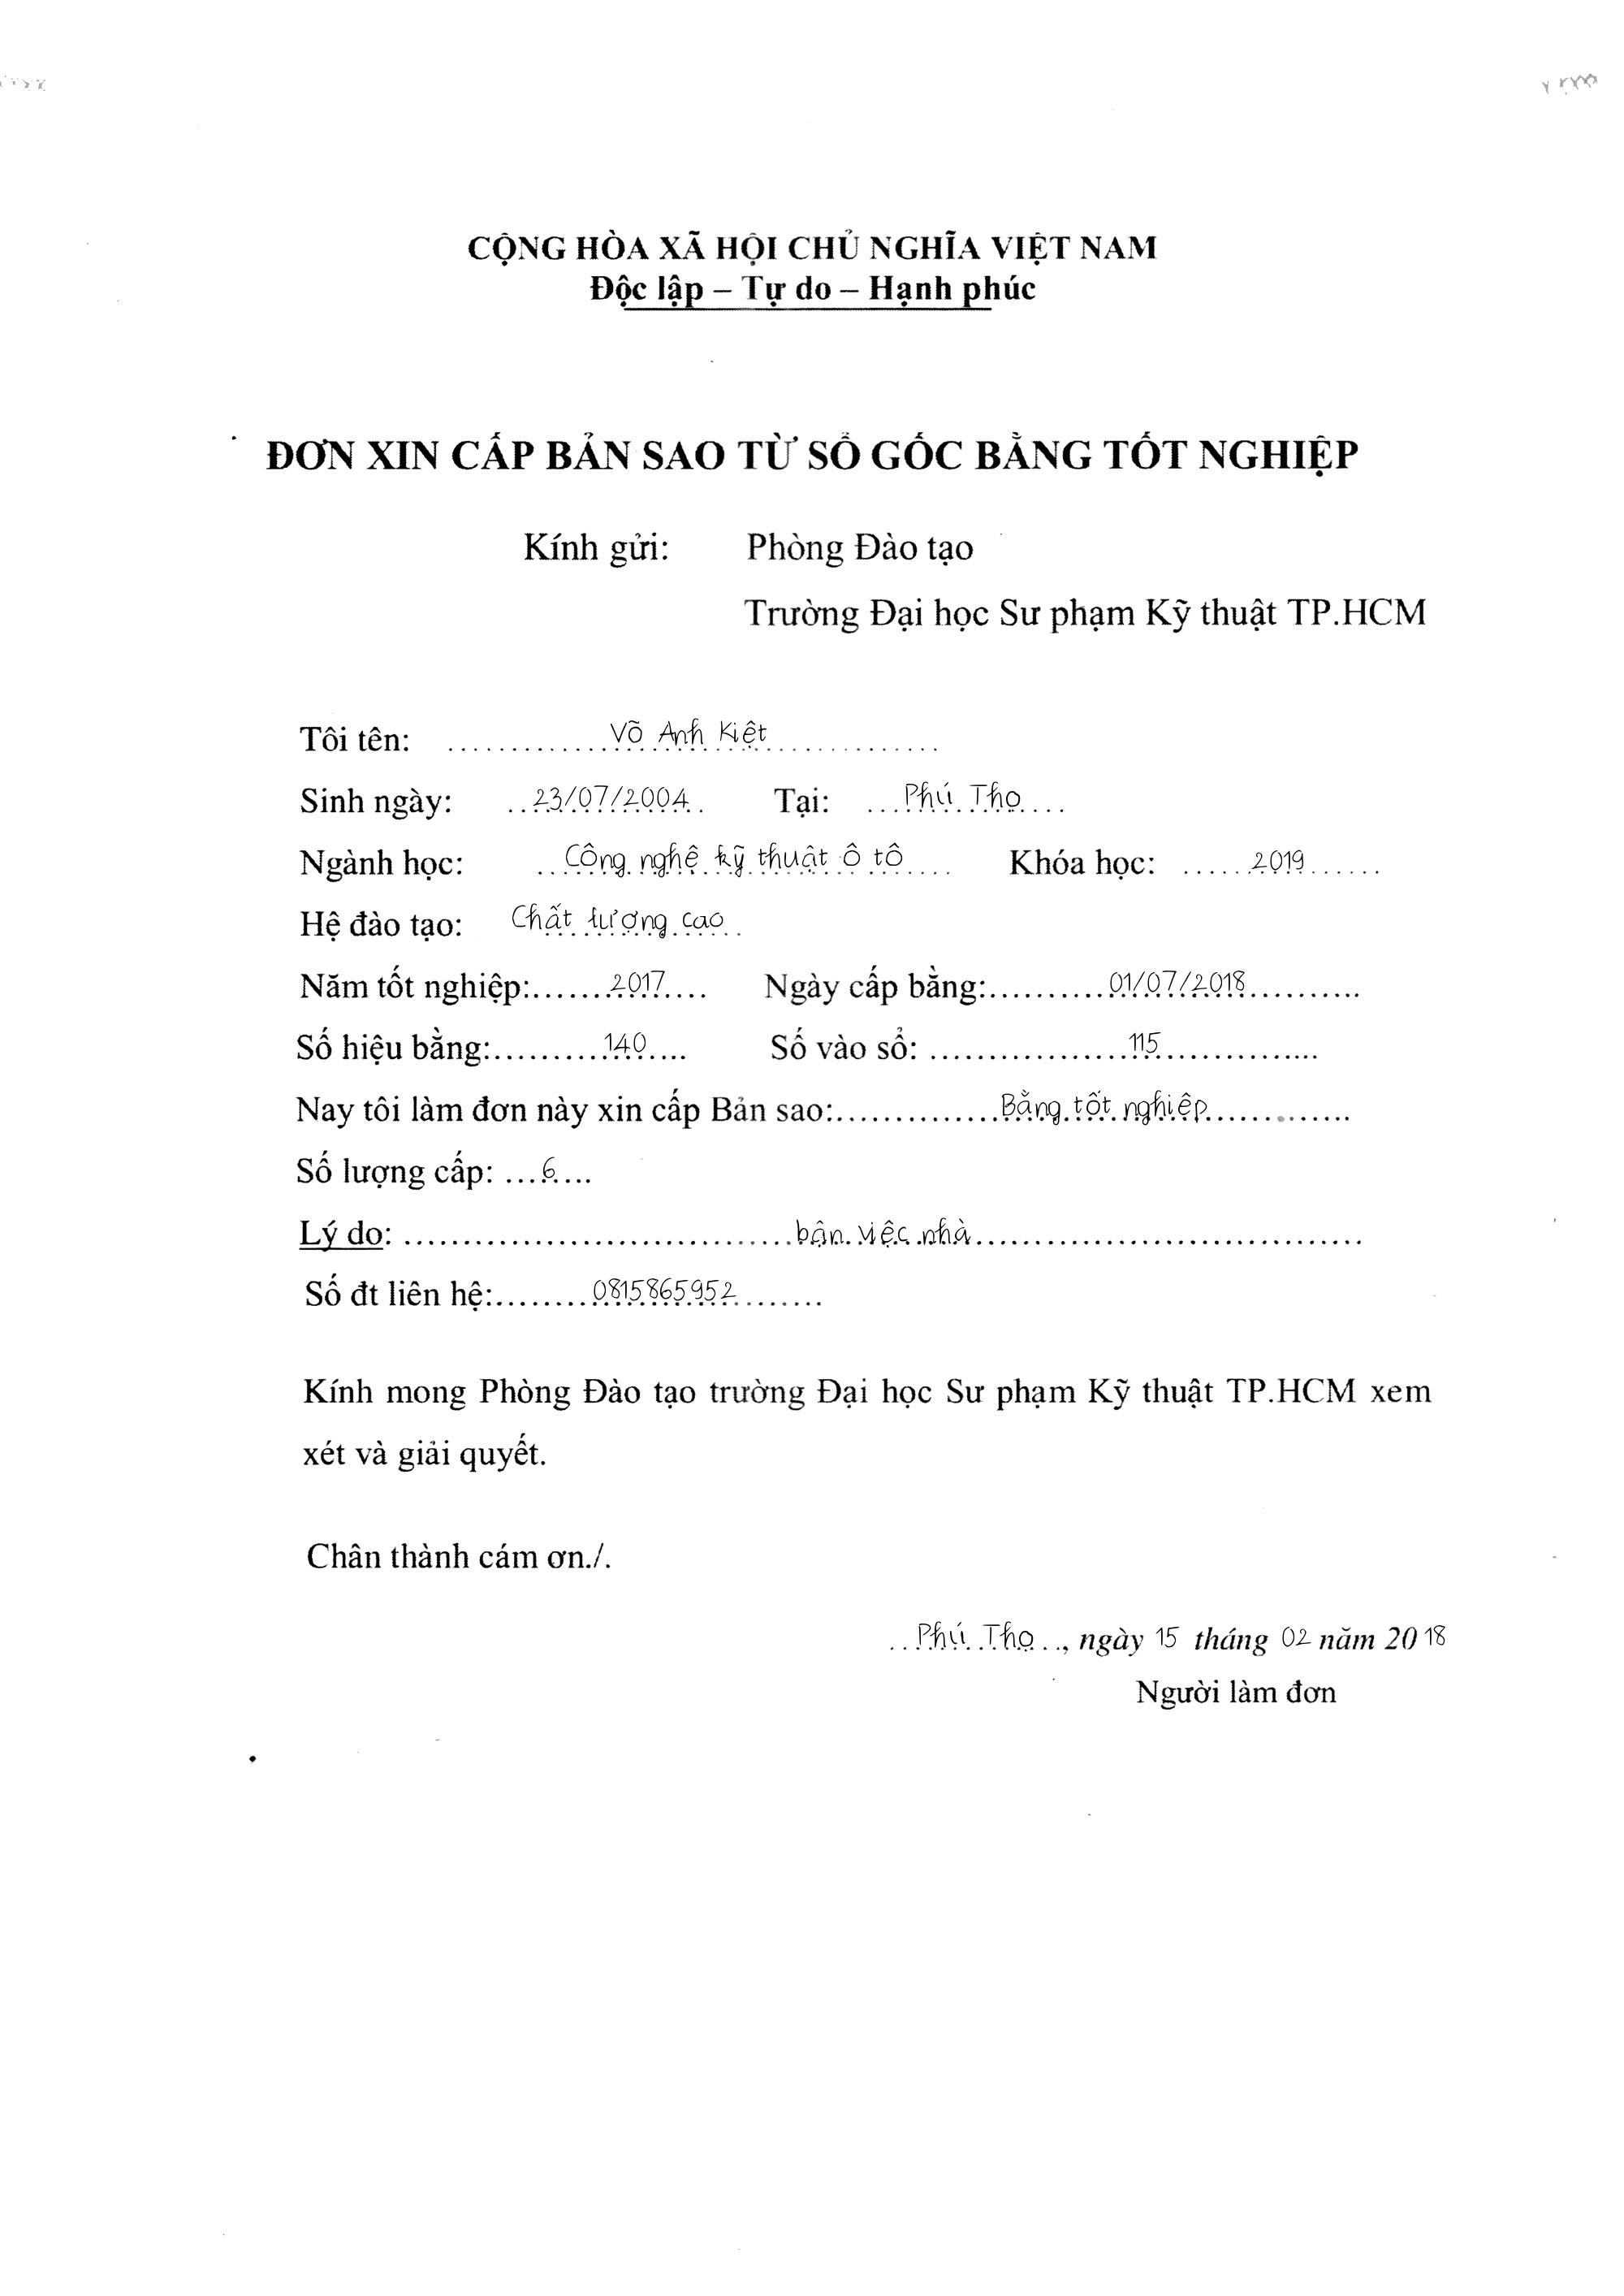 CỘNG HÒA XÃ HỘI CHỦ NGHĨA VIỆT NAM
Độc lập – Tự do – Hạnh phúc
ĐƠN XIN CẤP BẢN SAO TỪ SỔ GỐC BẰNG TỐT NGHIỆP
Kính gửi: Phòng Đào tạo
Trường Đại học Sư phạm Kỹ thuật TP.HCM
Tôi tên: Võ Anh Kiệt
Sinh ngày: 23/07/2004 Tại: Phú Thọ
Ngành học: Công nghệ kỹ thuật ô tô Khóa học: 2019
Hệ đào tạo: Chất lượng cao
Năm tốt nghiệp: 2017 Ngày cấp bằng: 01/07/2018
Số hiệu bằng: 140 Số vào sổ: 115
Nay tôi làm đơn này xin cấp Bản sao: Bằng tốt nghiệp
Số lượng cấp: 6
Lý do: bận việc nhà
Số đt liên hệ: 0815865952
Kính mong Phòng Đào tạo trường Đại học Sư phạm Kỹ thuật TP.HCM xem
xét và giải quyết.
Chân thành cám ơn./.
Phú Thọ, ngày 15 tháng 02 năm 2018
Người làm đơn